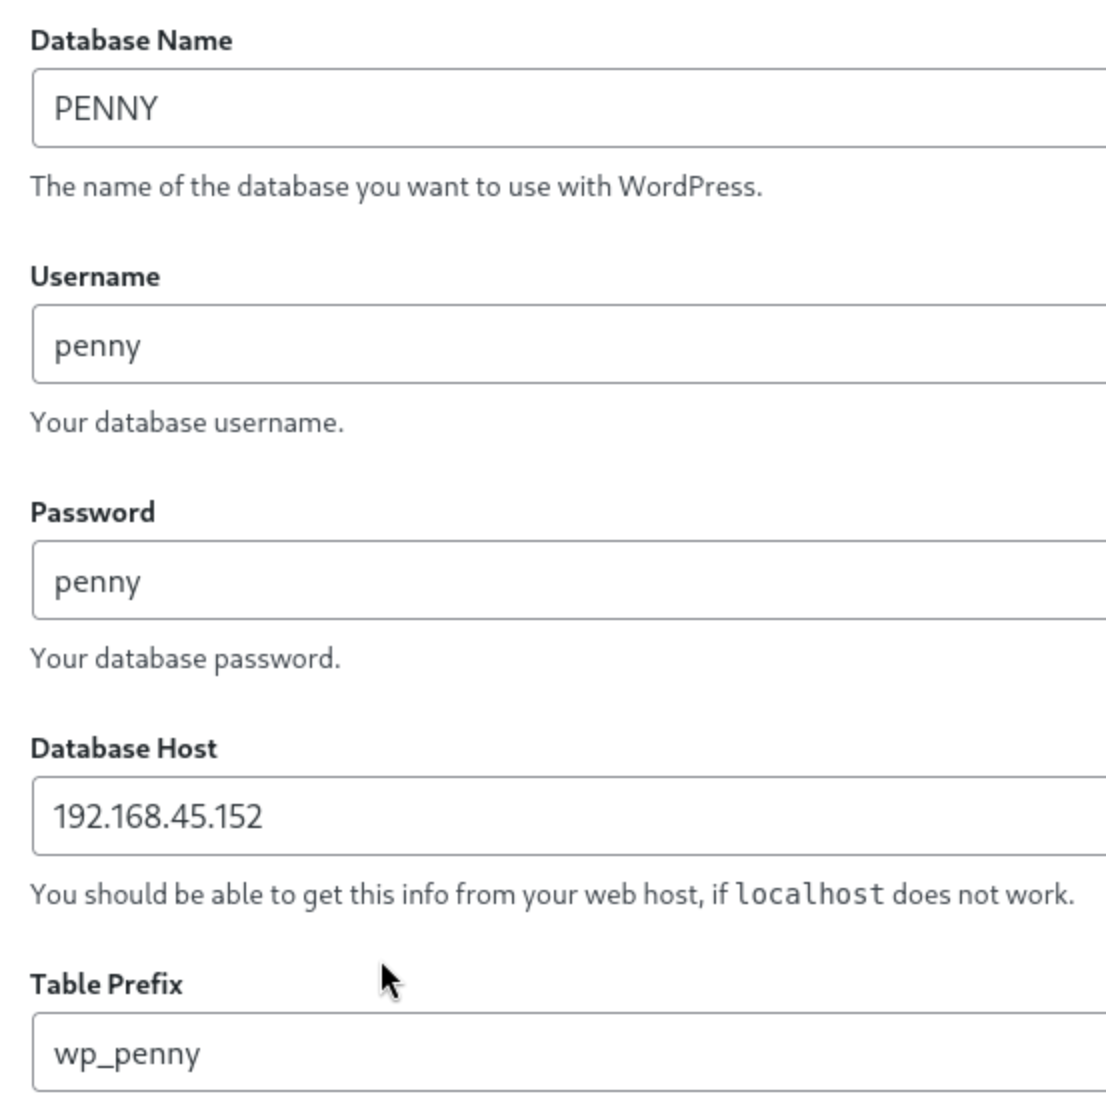 Database Name
PENNY
The name of the database you want to use with WordPress.
Username
penny
Your database username.
Password
penny
Your database password.
Database Host
192.168.45.152
You should be able to get this info from your web host, if localhost does not work.
Table Prefix
wp_penny